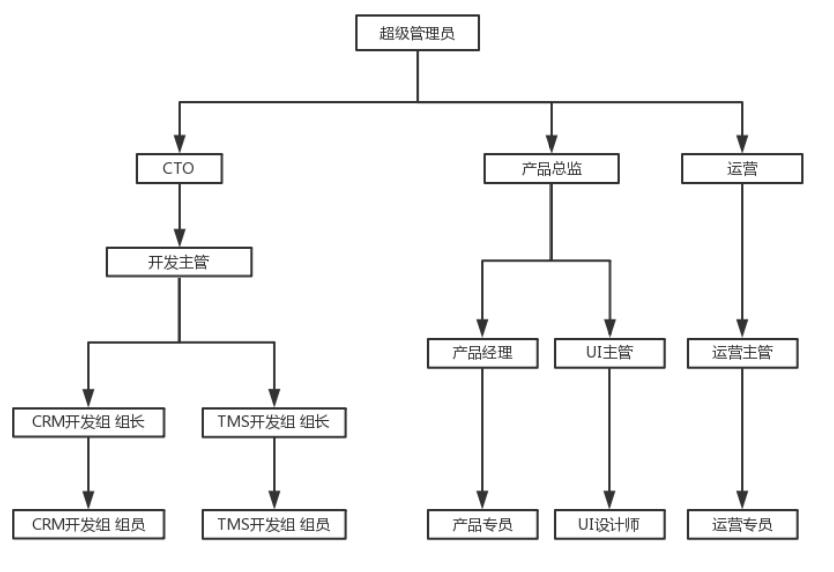 超级管理员
CTO
产品总监
运营
开发主管
产品经理
UI主管
运营主管
CRM开发组 组长
TMS开发组 组长
CRM开发组 组员
TMS开发组 组员
产品专员
UI设计师
运营专员